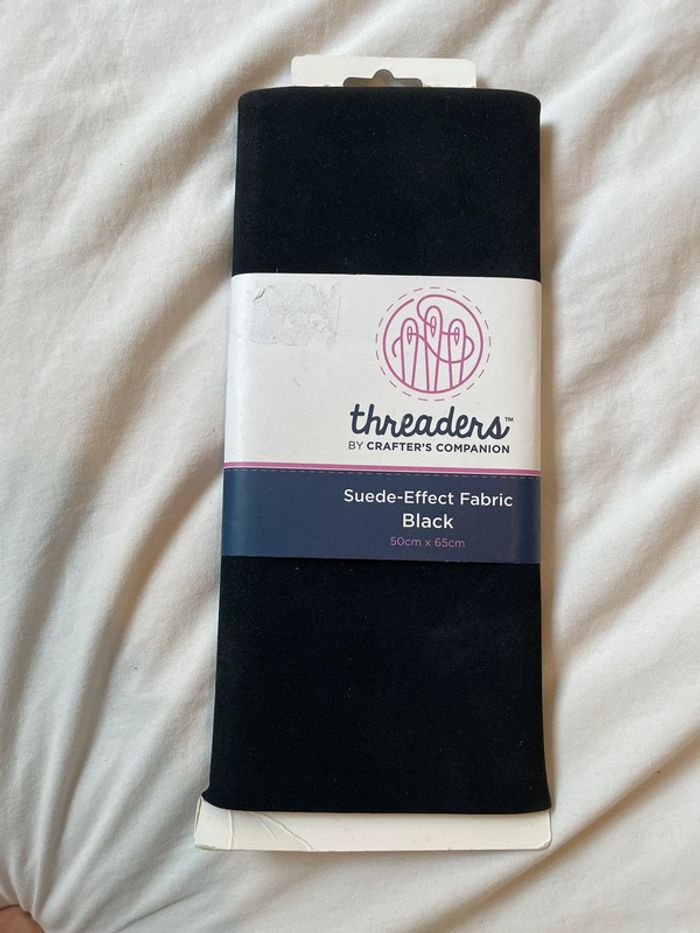 threaders™
BY CRAFTER'S COMPANION
Suede-Effect Fabric
Black
50cm x 65cm